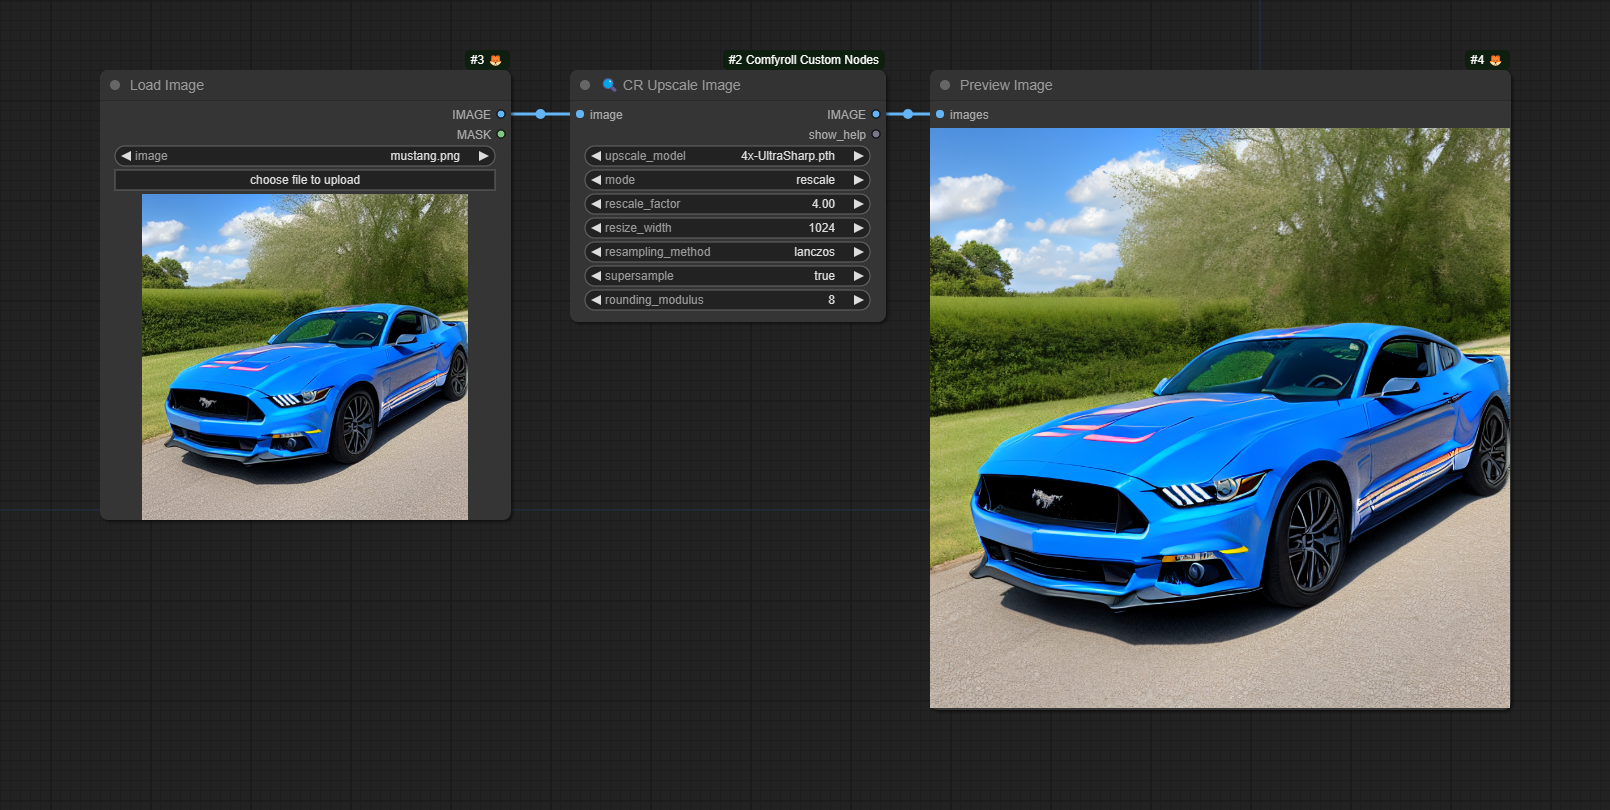 #3
Load Image
IMAGE
MASK
image mustang.png
choose file to upload
#2 Comfyroll Custom Nodes
CR Upscale Image
image IMAGE
show_help
upscale_model 4x-UltraSharp.pth
mode rescale
rescale_factor 4.00
resize_width 1024
resampling_method lanczos
supersample true
rounding_modulus 8
#4
Preview Image
images